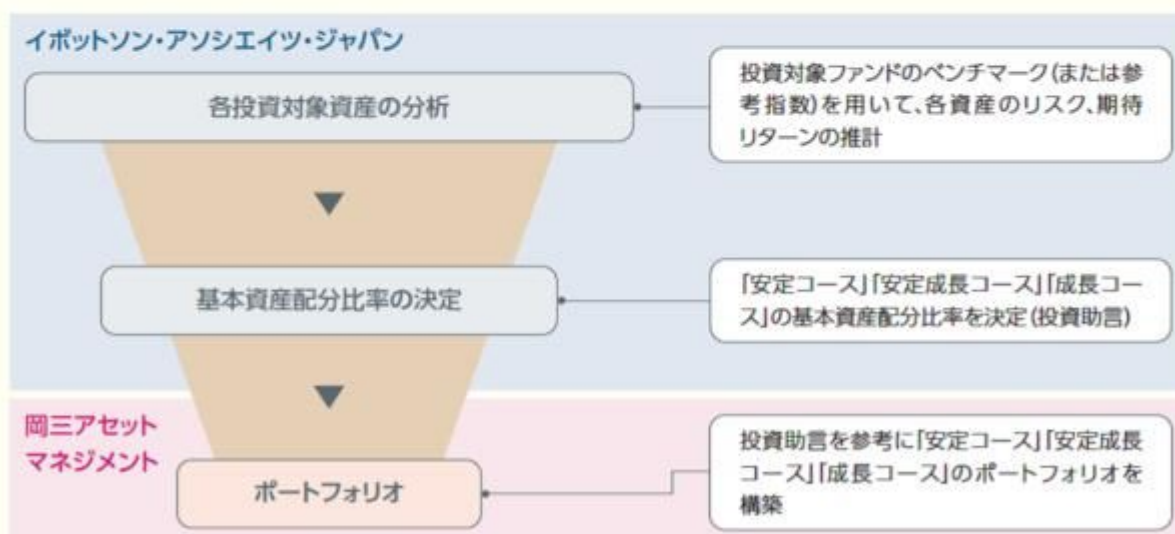 イボットソン・アソシエイツ・ジャパン
各投資対象資産の分析
投資対象ファンドのベンチマーク(または参
考指数)を用いて、各資産のリスク、期待
リターンの推計
基本資産配分比率の決定
「安定コース」「安定成長コース」「成長コー
ス」の基本資産配分比率を決定(投資助言)
岡三アセット
マネジメント
ポートフォリオ
投資助言を参考に「安定コース」「安定成長
コース」「成長コース」のポートフォリオを
構築